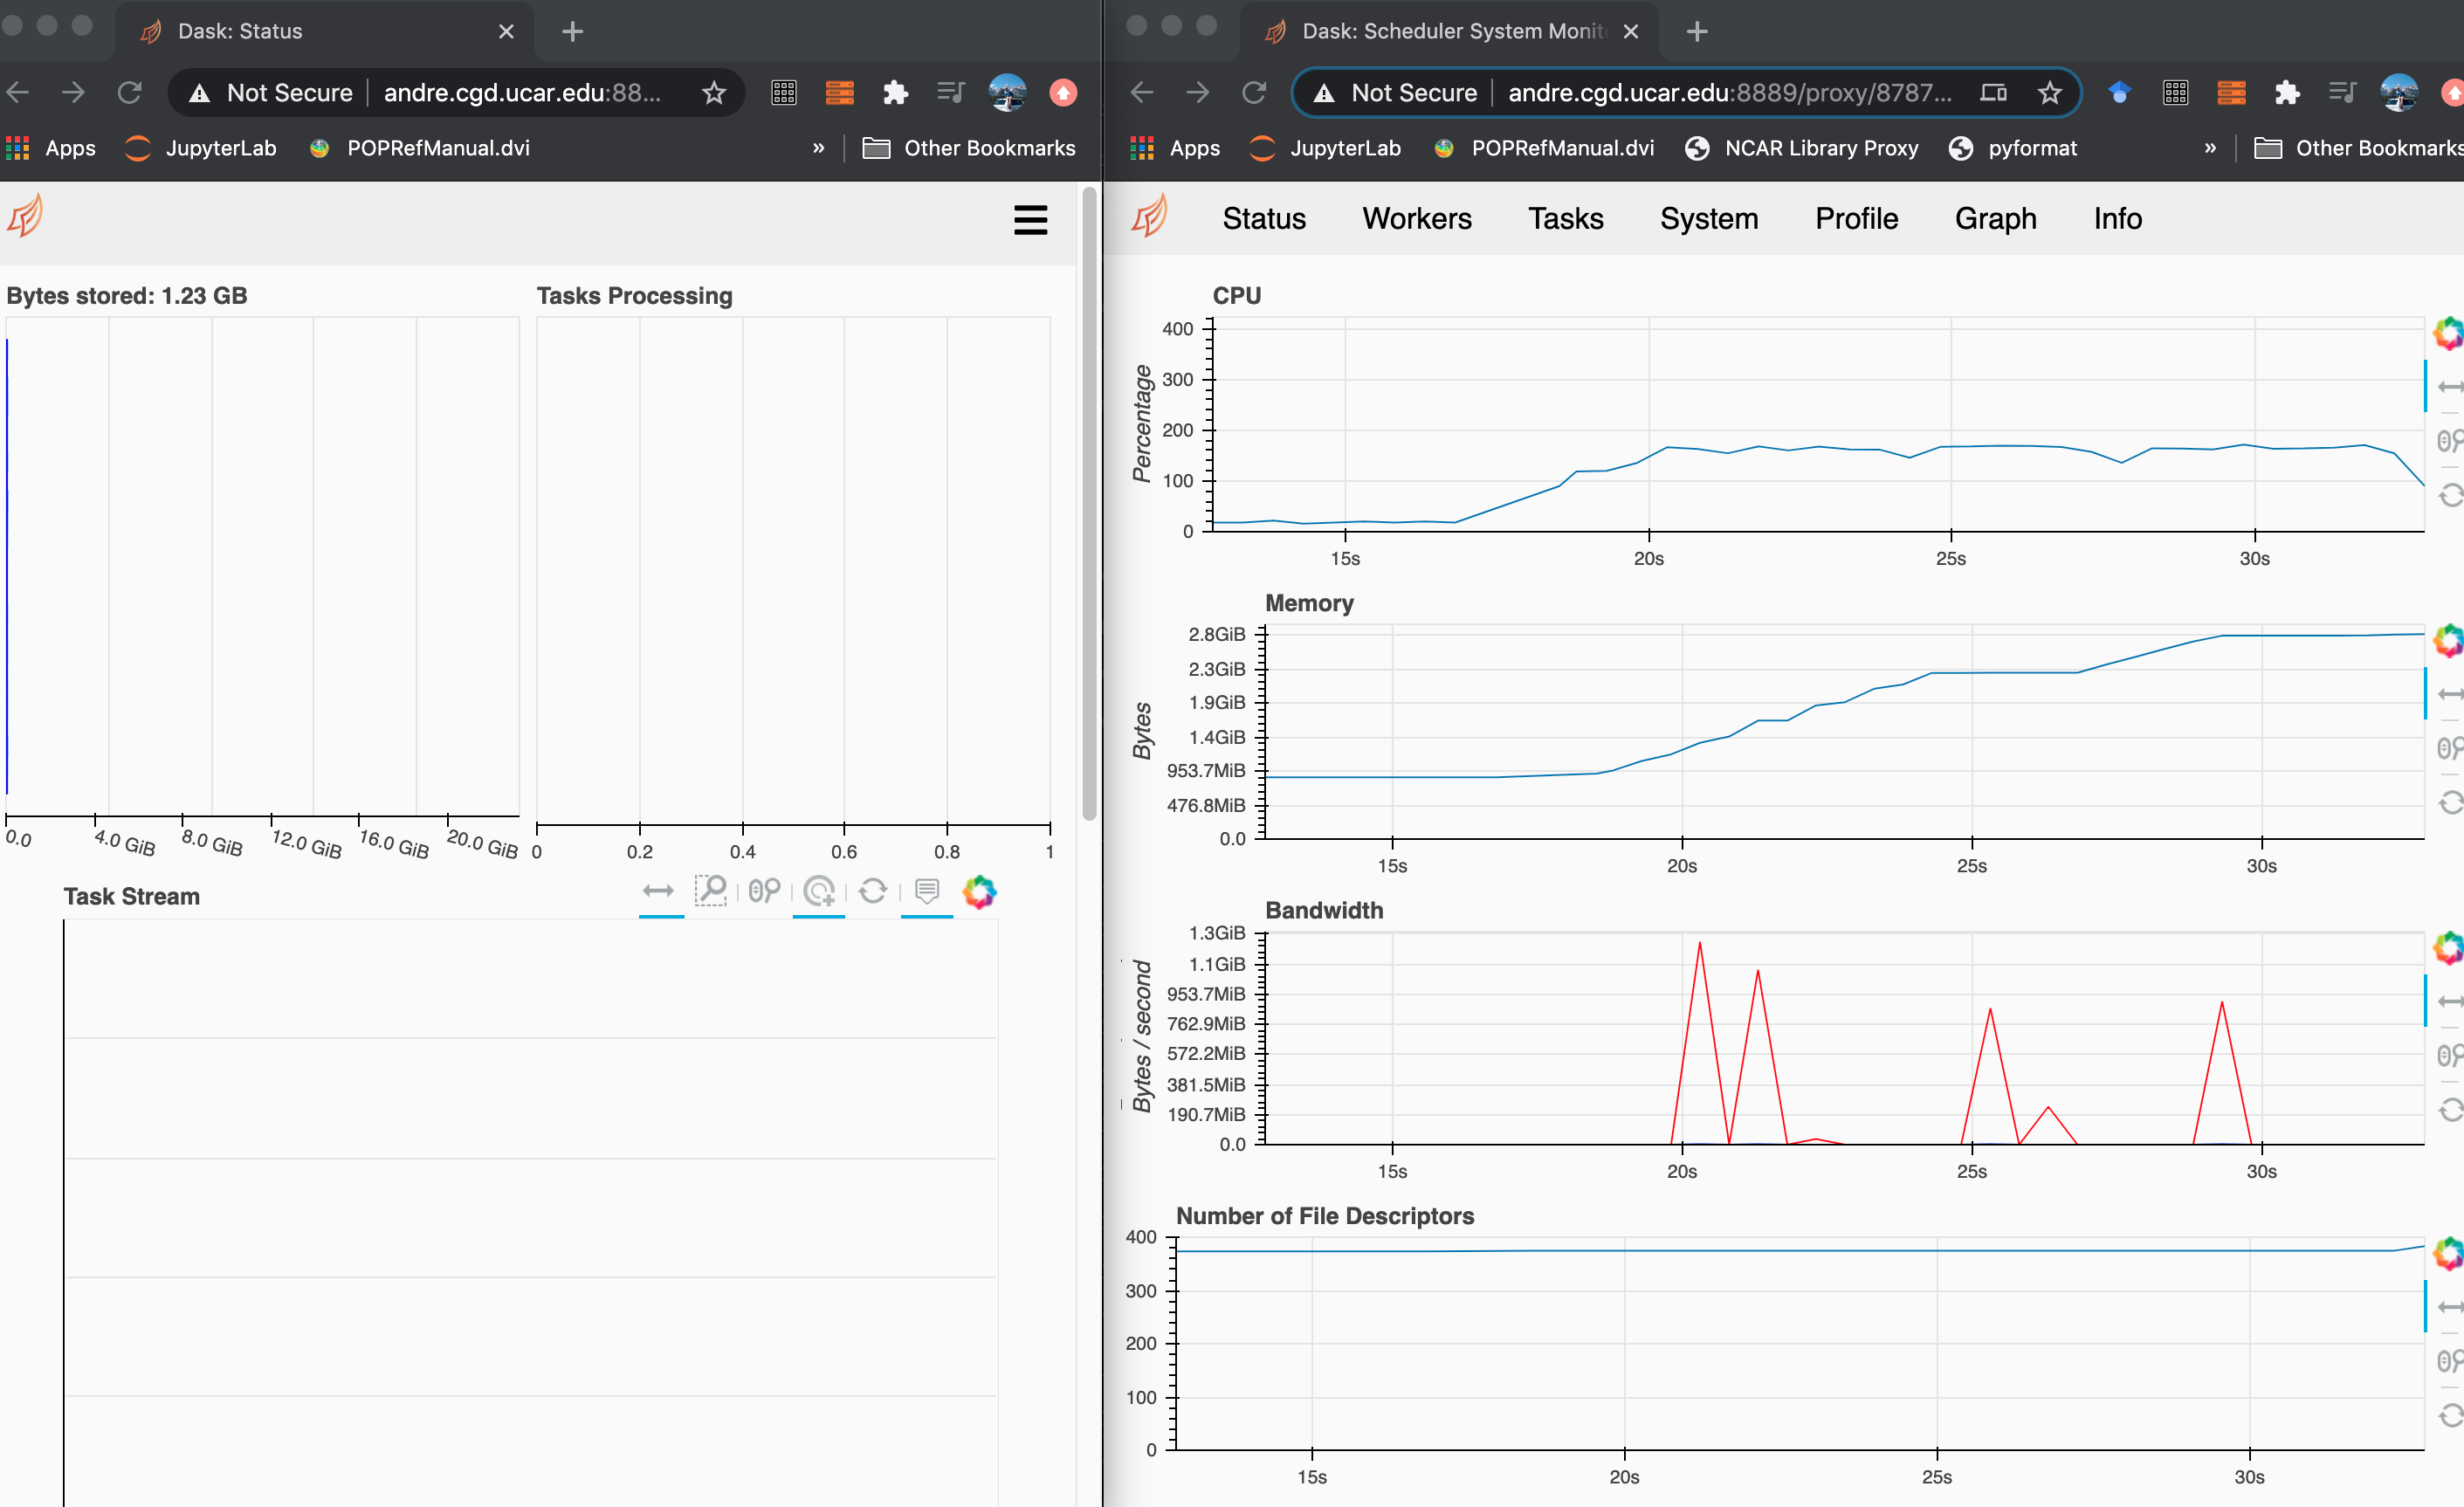 Dask: Status
Not Secure | andre.cgd.ucar.edu:88...
Apps JupyterLab POPRefManual.dvi » Other Bookmarks
Bytes stored: 1.23 GB
0.0 4.0 GiB 8.0 GiB 12.0 GiB 16.0 GiB 20.0 GiB
Tasks Processing
0 0.2 0.4 0.6 0.8 1
Task Stream
Dask: Scheduler System Monit
Not Secure | andre.cgd.ucar.edu:8889/proxy/8787...
Apps JupyterLab POPRefManual.dvi NCAR Library Proxy pyformat » Other Bookmarks
Status Workers Tasks System Profile Graph Info
CPU
Percentage
400
300
200
100
0
15s 20s 25s 30s
Memory
Bytes
2.8GiB
2.3GiB
1.9GiB
1.4GiB
953.7MiB
476.8MiB
0.0
15s 20s 25s 30s
Bandwidth
Bytes / second
1.3GiB
1.1GiB
953.7MiB
762.9MiB
572.2MiB
381.5MiB
190.7MiB
0.0
15s 20s 25s 30s
Number of File Descriptors
400
300
200
100
0
15s 20s 25s 30s